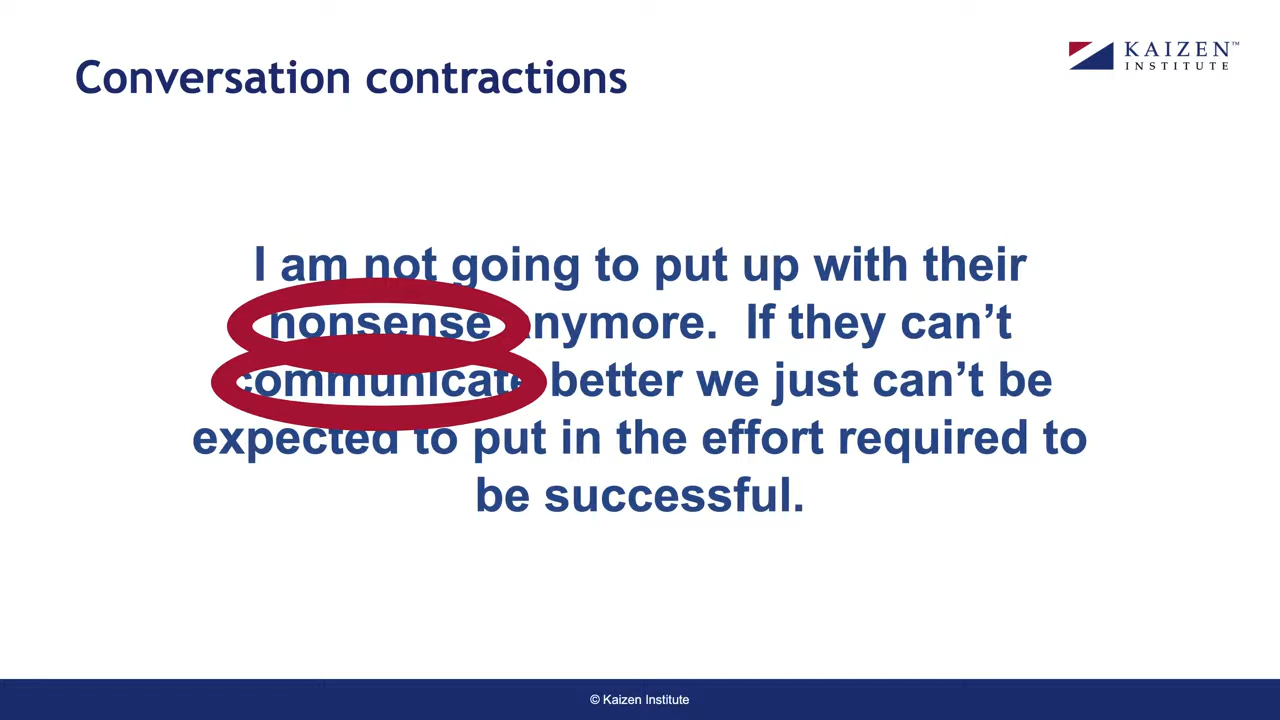 Conversation contractions
KAIZEN™
INSTITUTE
I am not going to put up with their
nonsense anymore.  If they can’t
communicate better we just can’t be
expected to put in the effort required to
be successful.
© Kaizen Institute